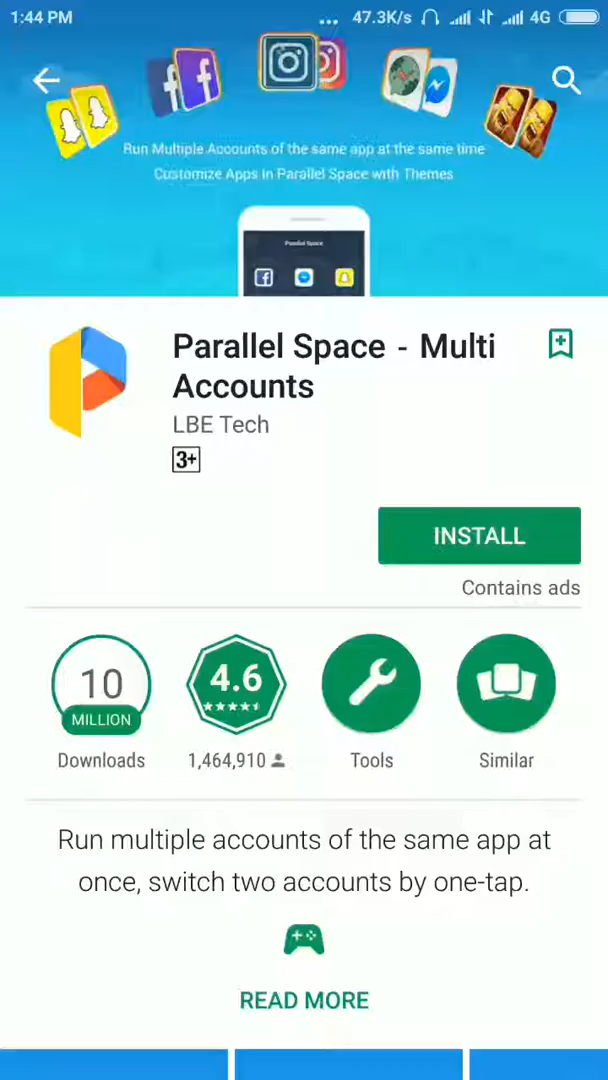 1:44 PM ... 47.3K/s 4G
Run Multiple Accounts of the same app at the same time
Customize Apps in Parallel Space with Themes
Parallel Space
Parallel Space - Multi
Accounts
LBE Tech
3+
INSTALL
Contains ads
10
MILLION
Downloads
4.6
1,464,910
Tools
Similar
Run multiple accounts of the same app at
once, switch two accounts by one-tap.
READ MORE